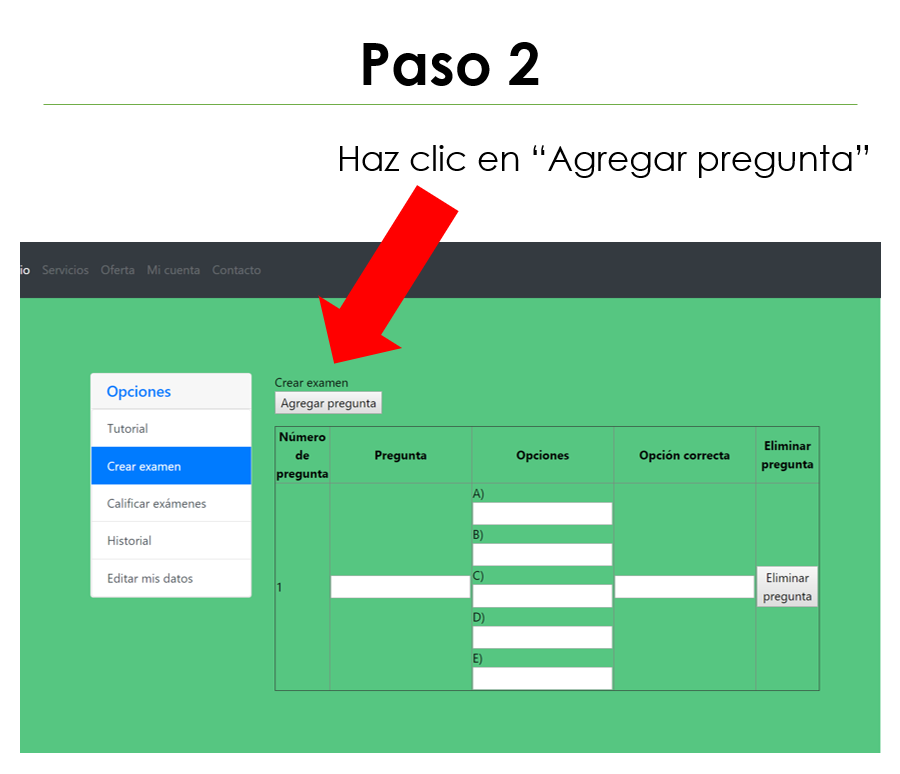 Paso 2
Haz clic en “Agregar pregunta”
io Servicios Oferta Mi cuenta Contacto
Opciones
Tutorial
Crear examen
Calificar exámenes
Historial
Editar mis datos
Crear examen
Agregar pregunta
Número de pregunta Pregunta Opciones Opción correcta Eliminar pregunta
A)
B)
C)
D)
E)
1
Eliminar
pregunta